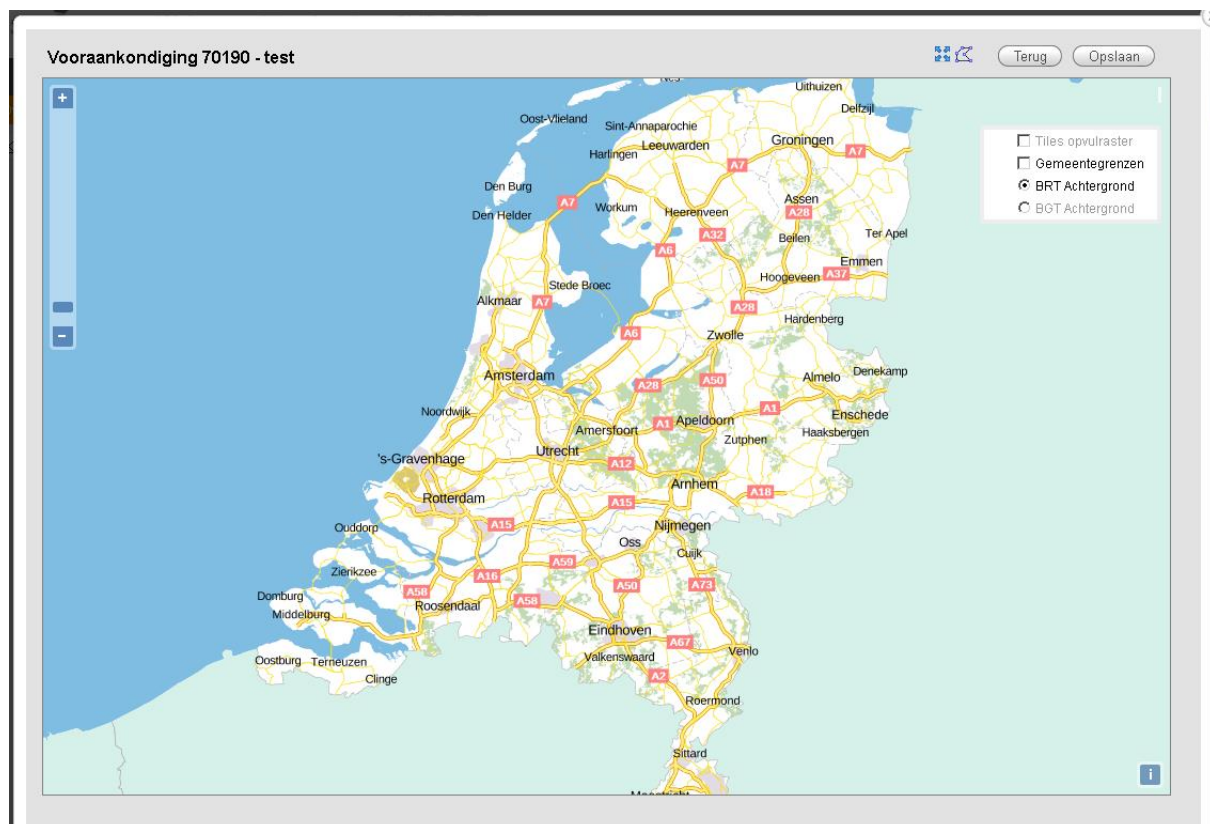 Vooraankondiging 70190 - test
Terug
Opslaan
+
Uithuizen
Delfzijl
Oost-Vlieland
Sint-Annaparochie
Harlingen
Leeuwarden
Groningen
A7
A7
Tiles opvulraster
Gemeentegrenzen
BRT Achtergrond
BGT Achtergrond
Den Burg
Den Helder
A7
Workum
Heerenveen
Assen
A28
A32
Beilen
Ter Apel
A6
Emmen
Hoogeveen
A37
Stede Broec
Alkmaar
A7
A28
Hardenberg
A6
Zwolle
-
Amsterdam
A28
A50
Almelo
Denekamp
Noordwijk
A1
Enschede
Amersfoort
A1
Apeldoorn
Zutphen
Haaksbergen
's-Gravenhage
Utrecht
A12
Arnhem
A18
Rotterdam
A15
A15
Nijmegen
Ouddorp
Oss
Cuijk
A59
Zierikzee
A16
A50
A73
Domburg
A58
A58
Roosendaal
Middelburg
Eindhoven
A67
Oostburg
Terneuzen
Valkenswaard
Venlo
Clinge
A2
Roermond
Sittard
i